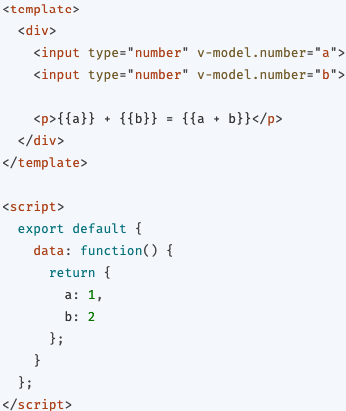 <template>
  <div>
    <input type="number" v-model.number="a">
    <input type="number" v-model.number="b">

    <p>{{a}} + {{b}} = {{a + b}}</p>
  </div>
</template>

<script>
  export default {
    data: function() {
      return {
        a: 1,
        b: 2
      };
    }
  };
</script>